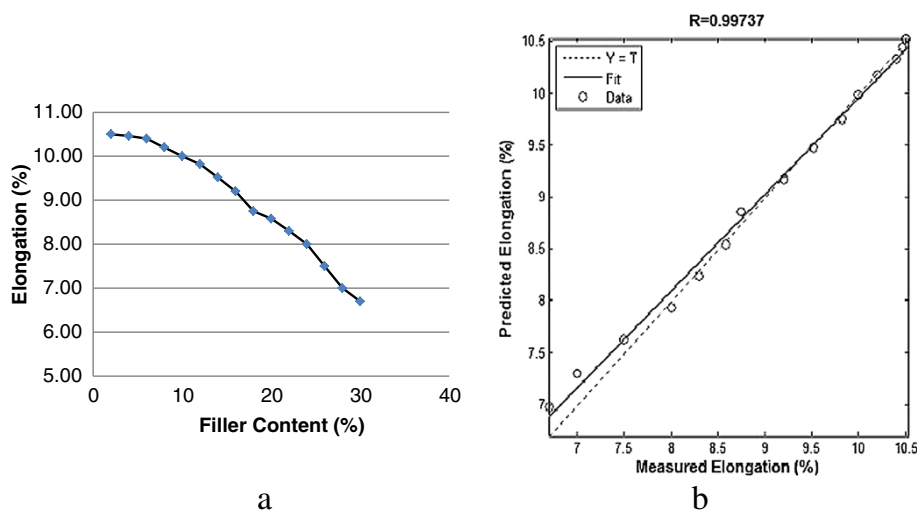 11.00
10.00
9.00
8.00
7.00
6.00
5.00
0 10 20 30 40
Elongation (%)
Filler Content (%)
a
R=0.99737
Y = T
Fit
Data
10.5
10
9.5
9
8.5
8
7.5
7
7 7.5 8 8.5 9 9.5 10 10.5
Predicted Elongation (%)
Measured Elongation (%)
b